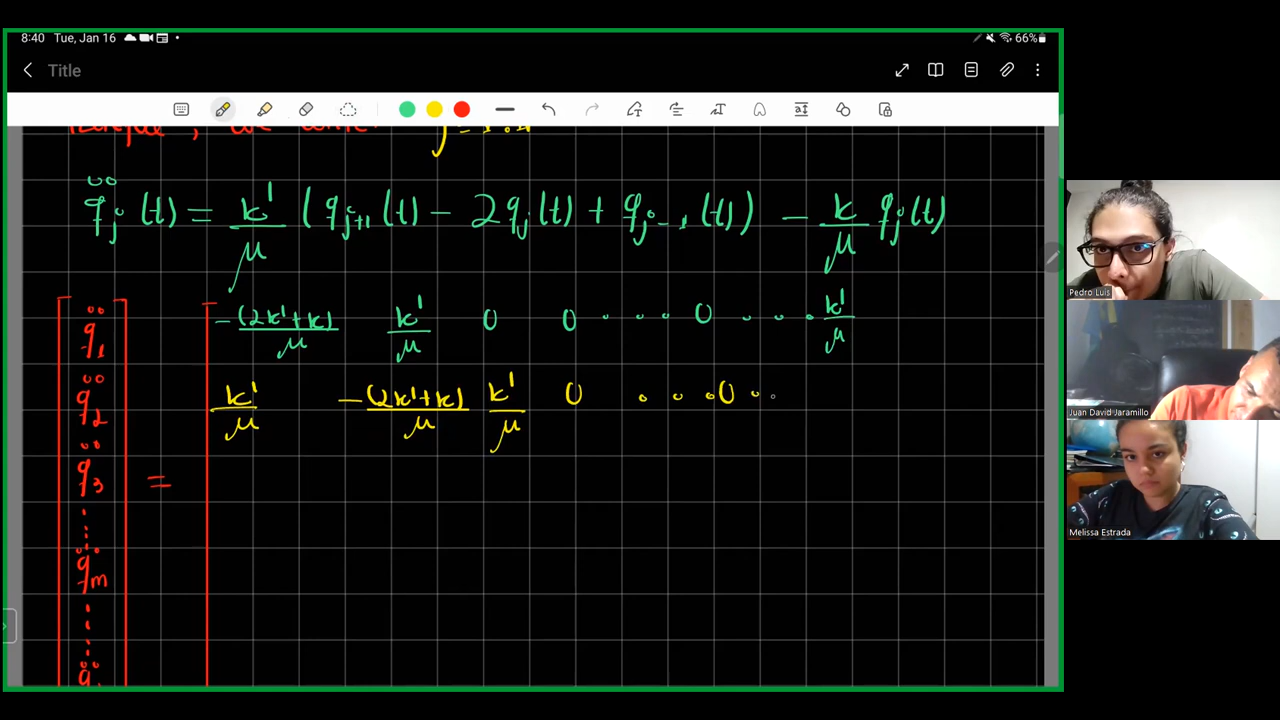 8:40 Tue, Jan 16 66%
Title
q̈ⱼ(t) = k'/μ (qⱼ₊₁(t) − 2qⱼ(t) + qⱼ₋₁(t)) − k/μ qⱼ(t)
q̈₁ −(2k'+k)/μ k'/μ 0 0 ... 0 ... k'/μ
q̈₂ k'/μ −(2k'+k)/μ k'/μ 0 ... 0 ..
q̈₃ =
q̈ₘ
Pedro Luis
Juan David Jaramillo
Melissa Estrada